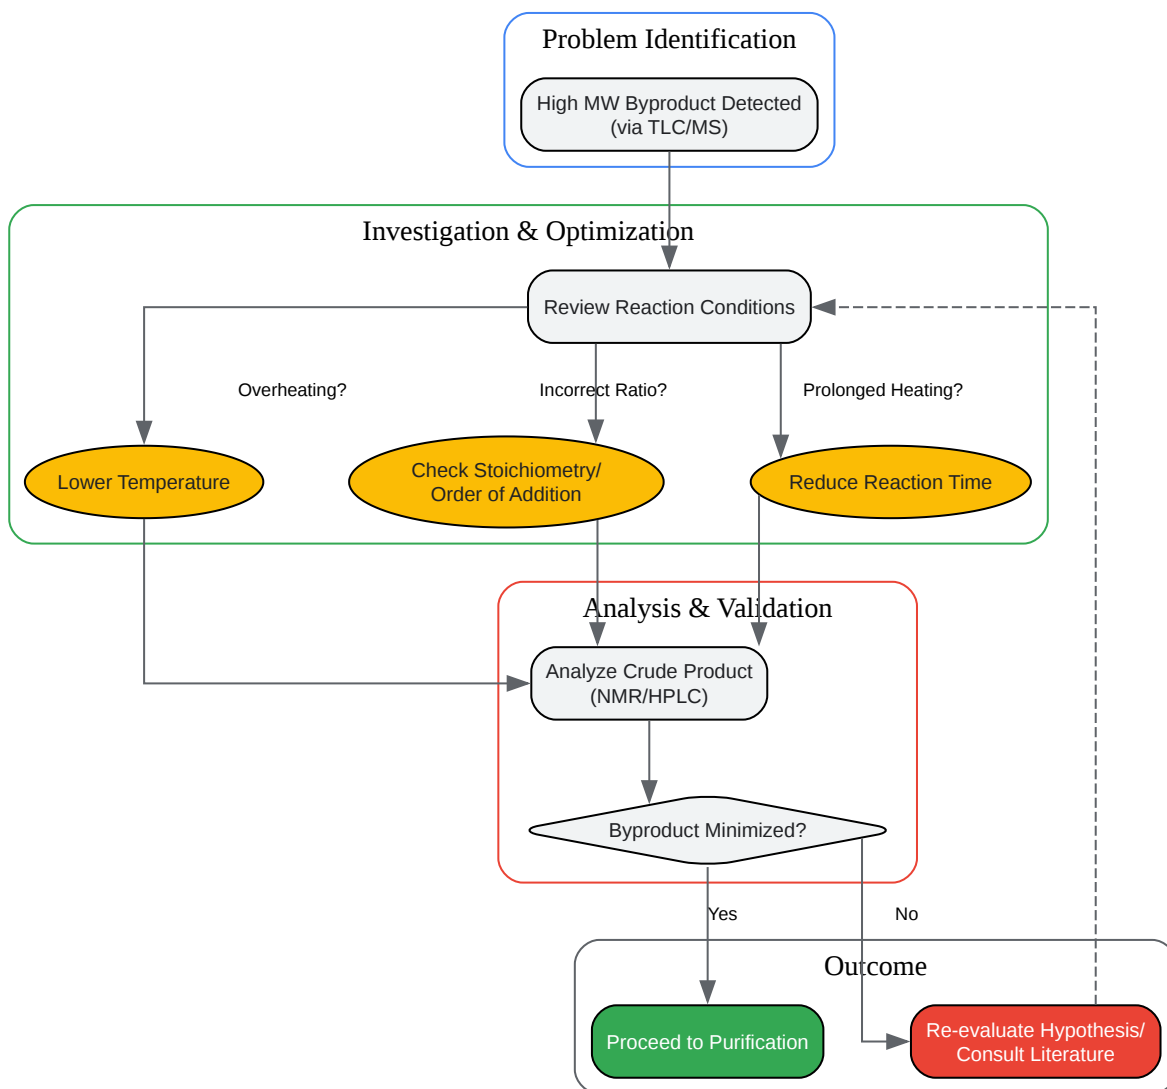 Problem Identification
High MW Byproduct Detected
(via TLC/MS)
Investigation & Optimization
Review Reaction Conditions
Overheating?
Incorrect Ratio?
Prolonged Heating?
Lower Temperature
Check Stoichiometry/
Order of Addition
Reduce Reaction Time
Analysis & Validation
Analyze Crude Product
(NMR/HPLC)
Byproduct Minimized?
Yes
No
Outcome
Proceed to Purification
Re-evaluate Hypothesis/
Consult Literature